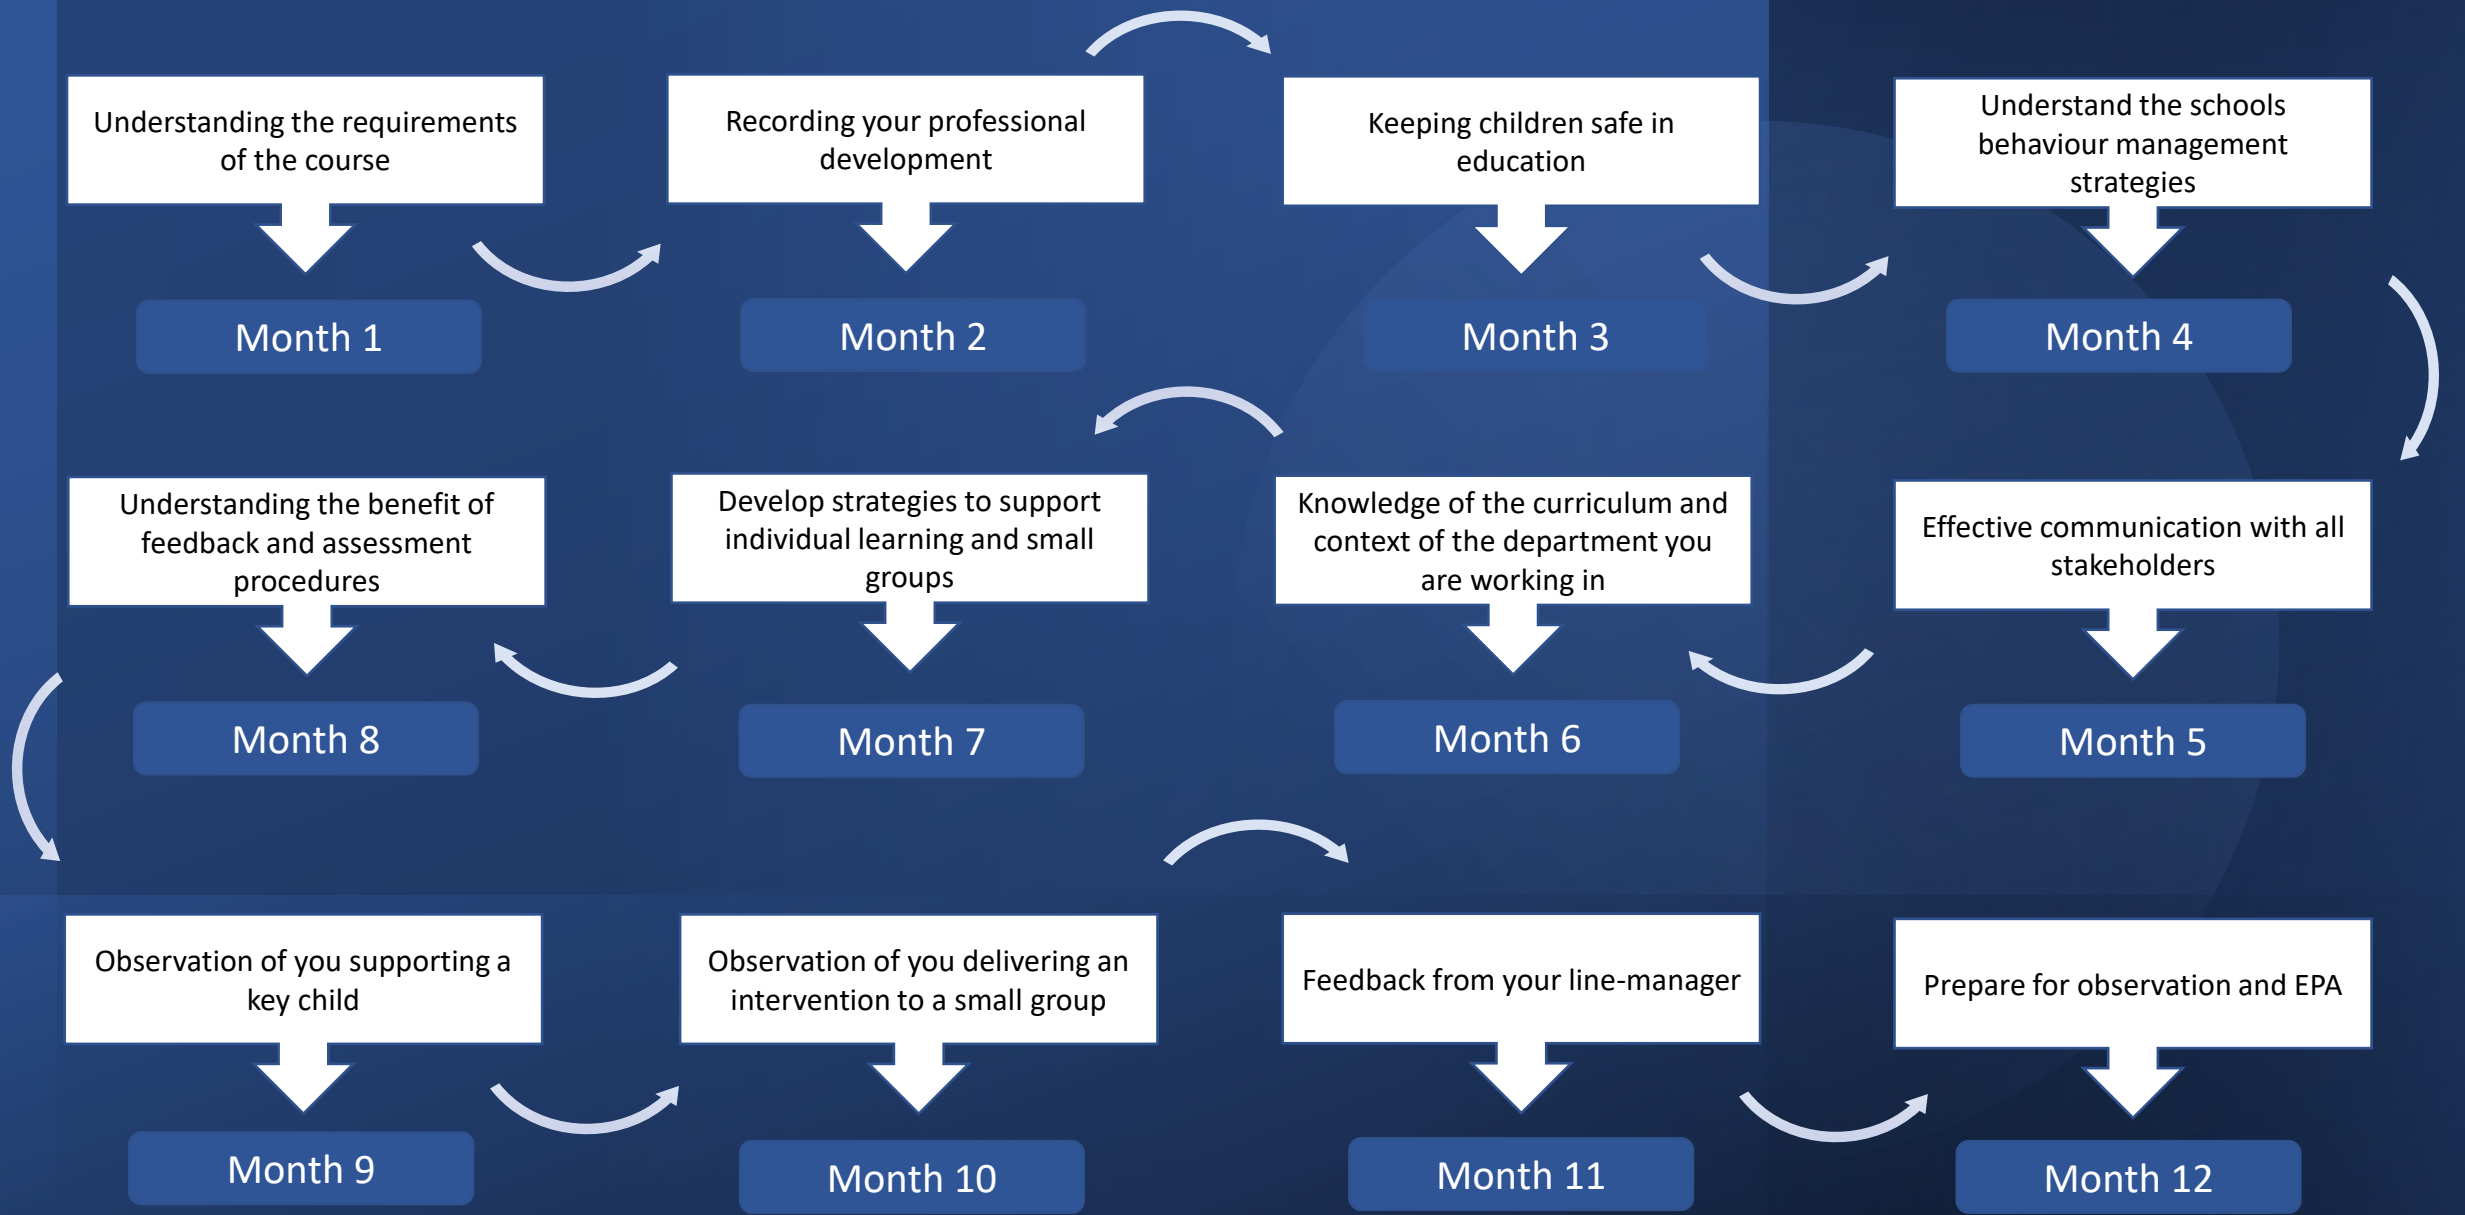 Understanding the requirements
of the course
Month 1
Recording your professional
development
Month 2
Keeping children safe in
education
Month 3
Understand the schools
behaviour management
strategies
Month 4
Effective communication with all
stakeholders
Month 5
Knowledge of the curriculum and
context of the department you
are working in
Month 6
Develop strategies to support
individual learning and small
groups
Month 7
Understanding the benefit of
feedback and assessment
procedures
Month 8
Observation of you supporting a
key child
Month 9
Observation of you delivering an
intervention to a small group
Month 10
Feedback from your line-manager
Month 11
Prepare for observation and EPA
Month 12